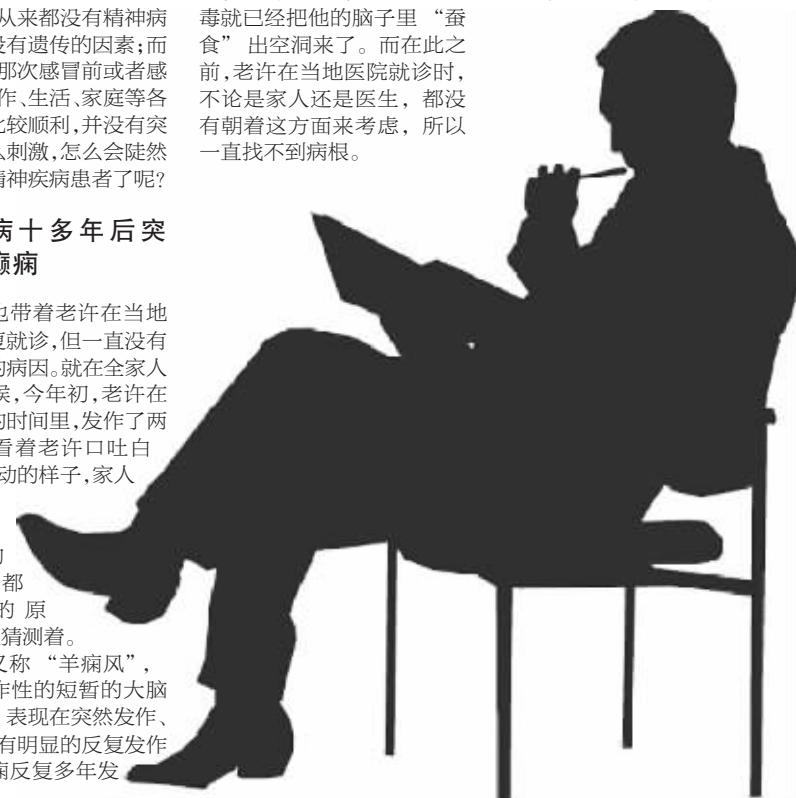 从来都没有精神病
没有遗传的因素;而
那次感冒前或者感
作、生活、家庭等各
比较顺利,并没有突
么刺激,怎么会陡然
精神疾病患者了呢?
病十多年后突
癫痫
也带着老许在当地
复就诊,但一直没有
的病因。就在全家人
候,今年初,老许在
的时间里,发作了两
看着老许口吐白
动的样子,家人
都
的 原
猜测着。
又称 “羊痫风”,
作性的短暂的大脑
表现在突然发作、
有明显的反复发作
痫反复多年发
毒就已经把他的脑子里 “蚕
食” 出空洞来了。而在此之
前,老许在当地医院就诊时,
不论是家人还是医生, 都没
有朝着这方面来考虑, 所以
一直找不到病根。